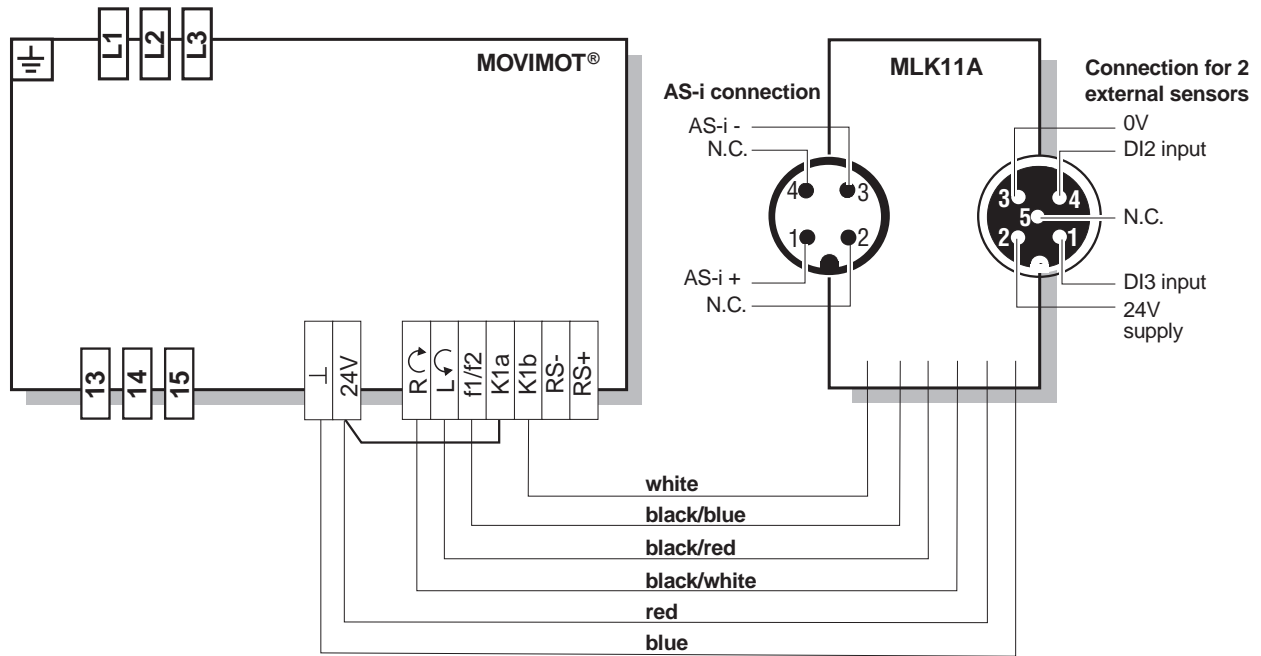 L1
L2
L3
MOVIMOT®
MLK11A
AS-i connection
Connection for 2
external sensors
AS-i -
N.C.
0V
DI2 input
4
3
1
2
3
4
5
2
1
N.C.
AS-i +
N.C.
DI3 input
24V
supply
13
14
15
24V
R
L
f1/f2
K1a
K1b
RS-
RS+
white
black/blue
black/red
black/white
red
blue